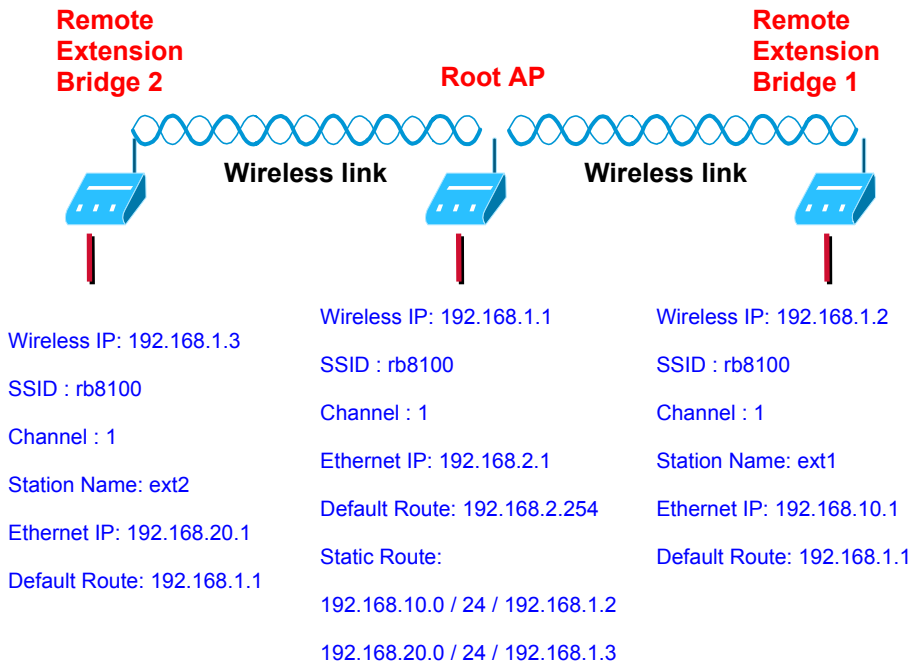 Remote
Extension
Bridge 2
Root AP
Remote
Extension
Bridge 1
Wireless link
Wireless link
Wireless IP: 192.168.1.3
SSID : rb8100
Channel : 1
Station Name: ext2
Ethernet IP: 192.168.20.1
Default Route: 192.168.1.1
Wireless IP: 192.168.1.1
SSID : rb8100
Channel : 1
Ethernet IP: 192.168.2.1
Default Route: 192.168.2.254
Static Route:
192.168.10.0 / 24 / 192.168.1.2
192.168.20.0 / 24 / 192.168.1.3
Wireless IP: 192.168.1.2
SSID : rb8100
Channel : 1
Station Name: ext1
Ethernet IP: 192.168.10.1
Default Route: 192.168.1.1